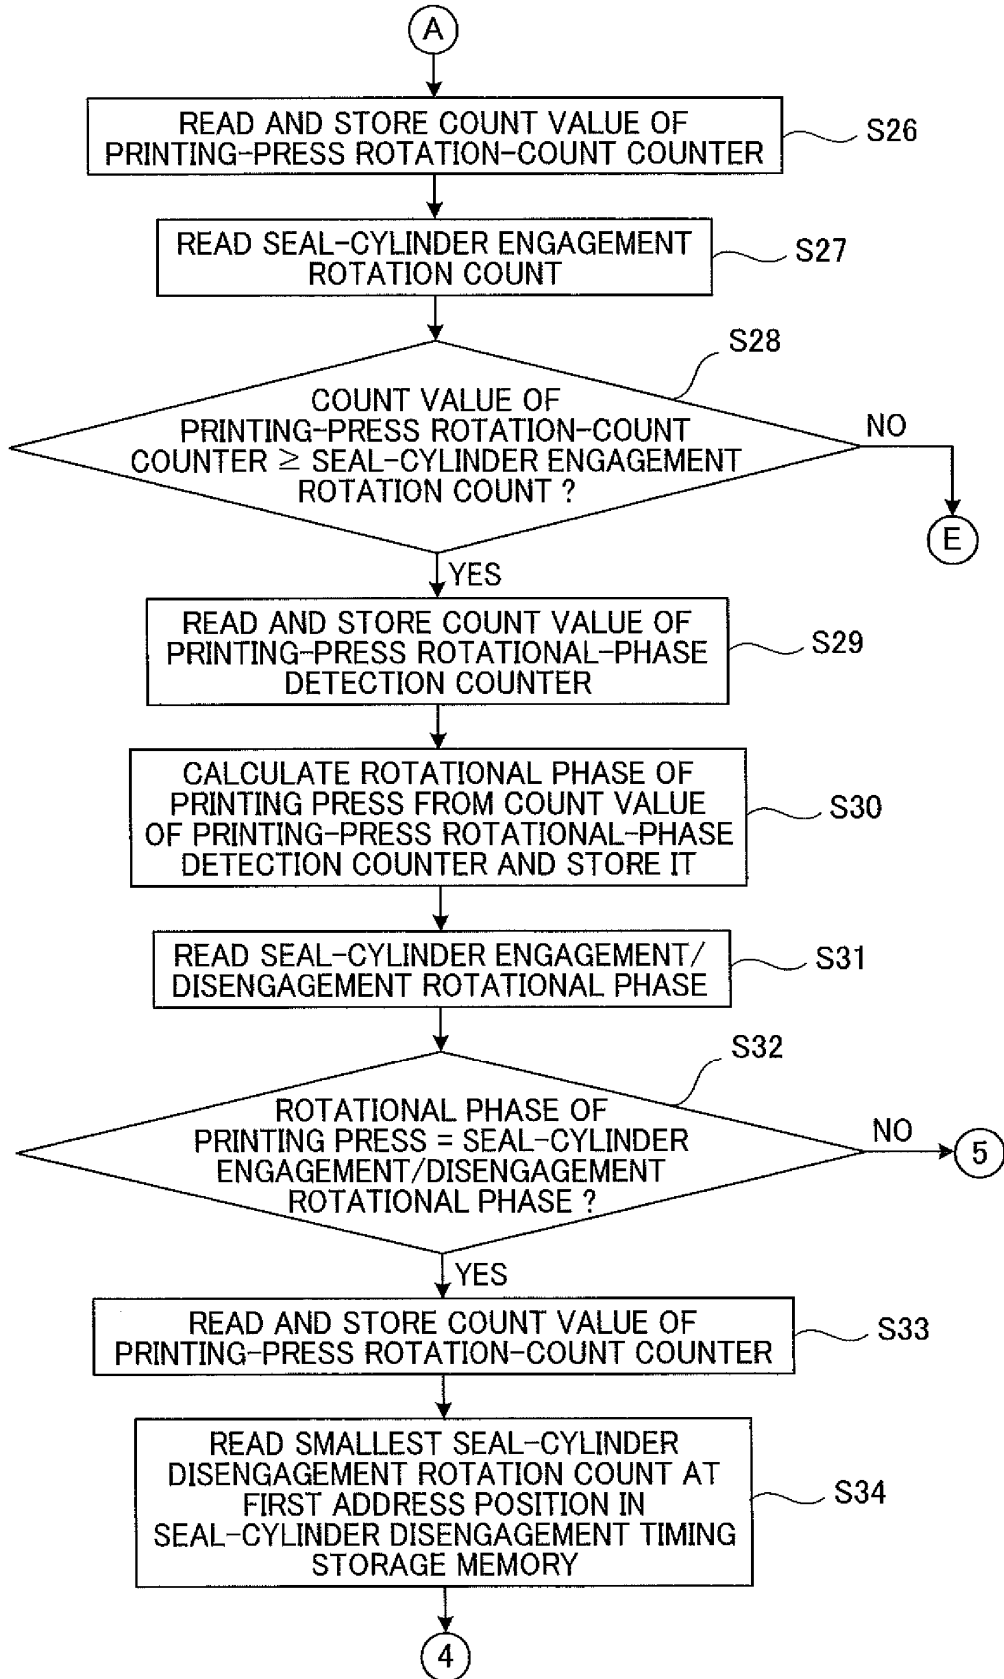 A
READ AND STORE COUNT VALUE OF
PRINTING-PRESS ROTATION-COUNT COUNTER
S26
READ SEAL-CYLINDER ENGAGEMENT
ROTATION COUNT
S27
S28
COUNT VALUE OF
PRINTING-PRESS ROTATION-COUNT
COUNTER ≧ SEAL-CYLINDER ENGAGEMENT
ROTATION COUNT ?
NO
E
YES
READ AND STORE COUNT VALUE OF
PRINTING-PRESS ROTATIONAL-PHASE
DETECTION COUNTER
S29
CALCULATE ROTATIONAL PHASE OF
PRINTING PRESS FROM COUNT VALUE
OF PRINTING-PRESS ROTATIONAL-PHASE
DETECTION COUNTER AND STORE IT
S30
READ SEAL-CYLINDER ENGAGEMENT/
DISENGAGEMENT ROTATIONAL PHASE
S31
S32
ROTATIONAL PHASE OF
PRINTING PRESS = SEAL-CYLINDER
ENGAGEMENT/DISENGAGEMENT
ROTATIONAL PHASE ?
NO
5
YES
READ AND STORE COUNT VALUE OF
PRINTING-PRESS ROTATION-COUNT COUNTER
S33
READ SMALLEST SEAL-CYLINDER
DISENGAGEMENT ROTATION COUNT AT
FIRST ADDRESS POSITION IN
SEAL-CYLINDER DISENGAGEMENT TIMING
STORAGE MEMORY
S34
4